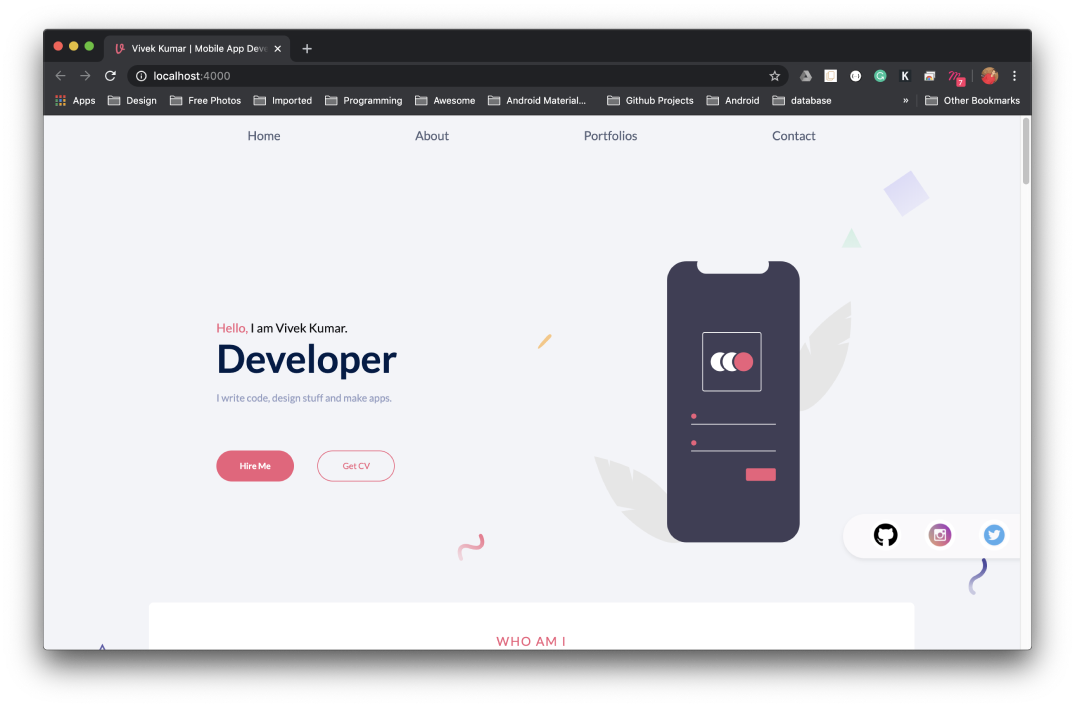 Vivek Kumar | Mobile App Deve
localhost:4000
Apps Design Free Photos Imported Programming Awesome Android Material... Github Projects Android database » Other Bookmarks
7
Home About Portfolios Contact
Hello, I am Vivek Kumar.
Developer
I write code, design stuff and make apps.
Hire Me Get CV
WHO AM I